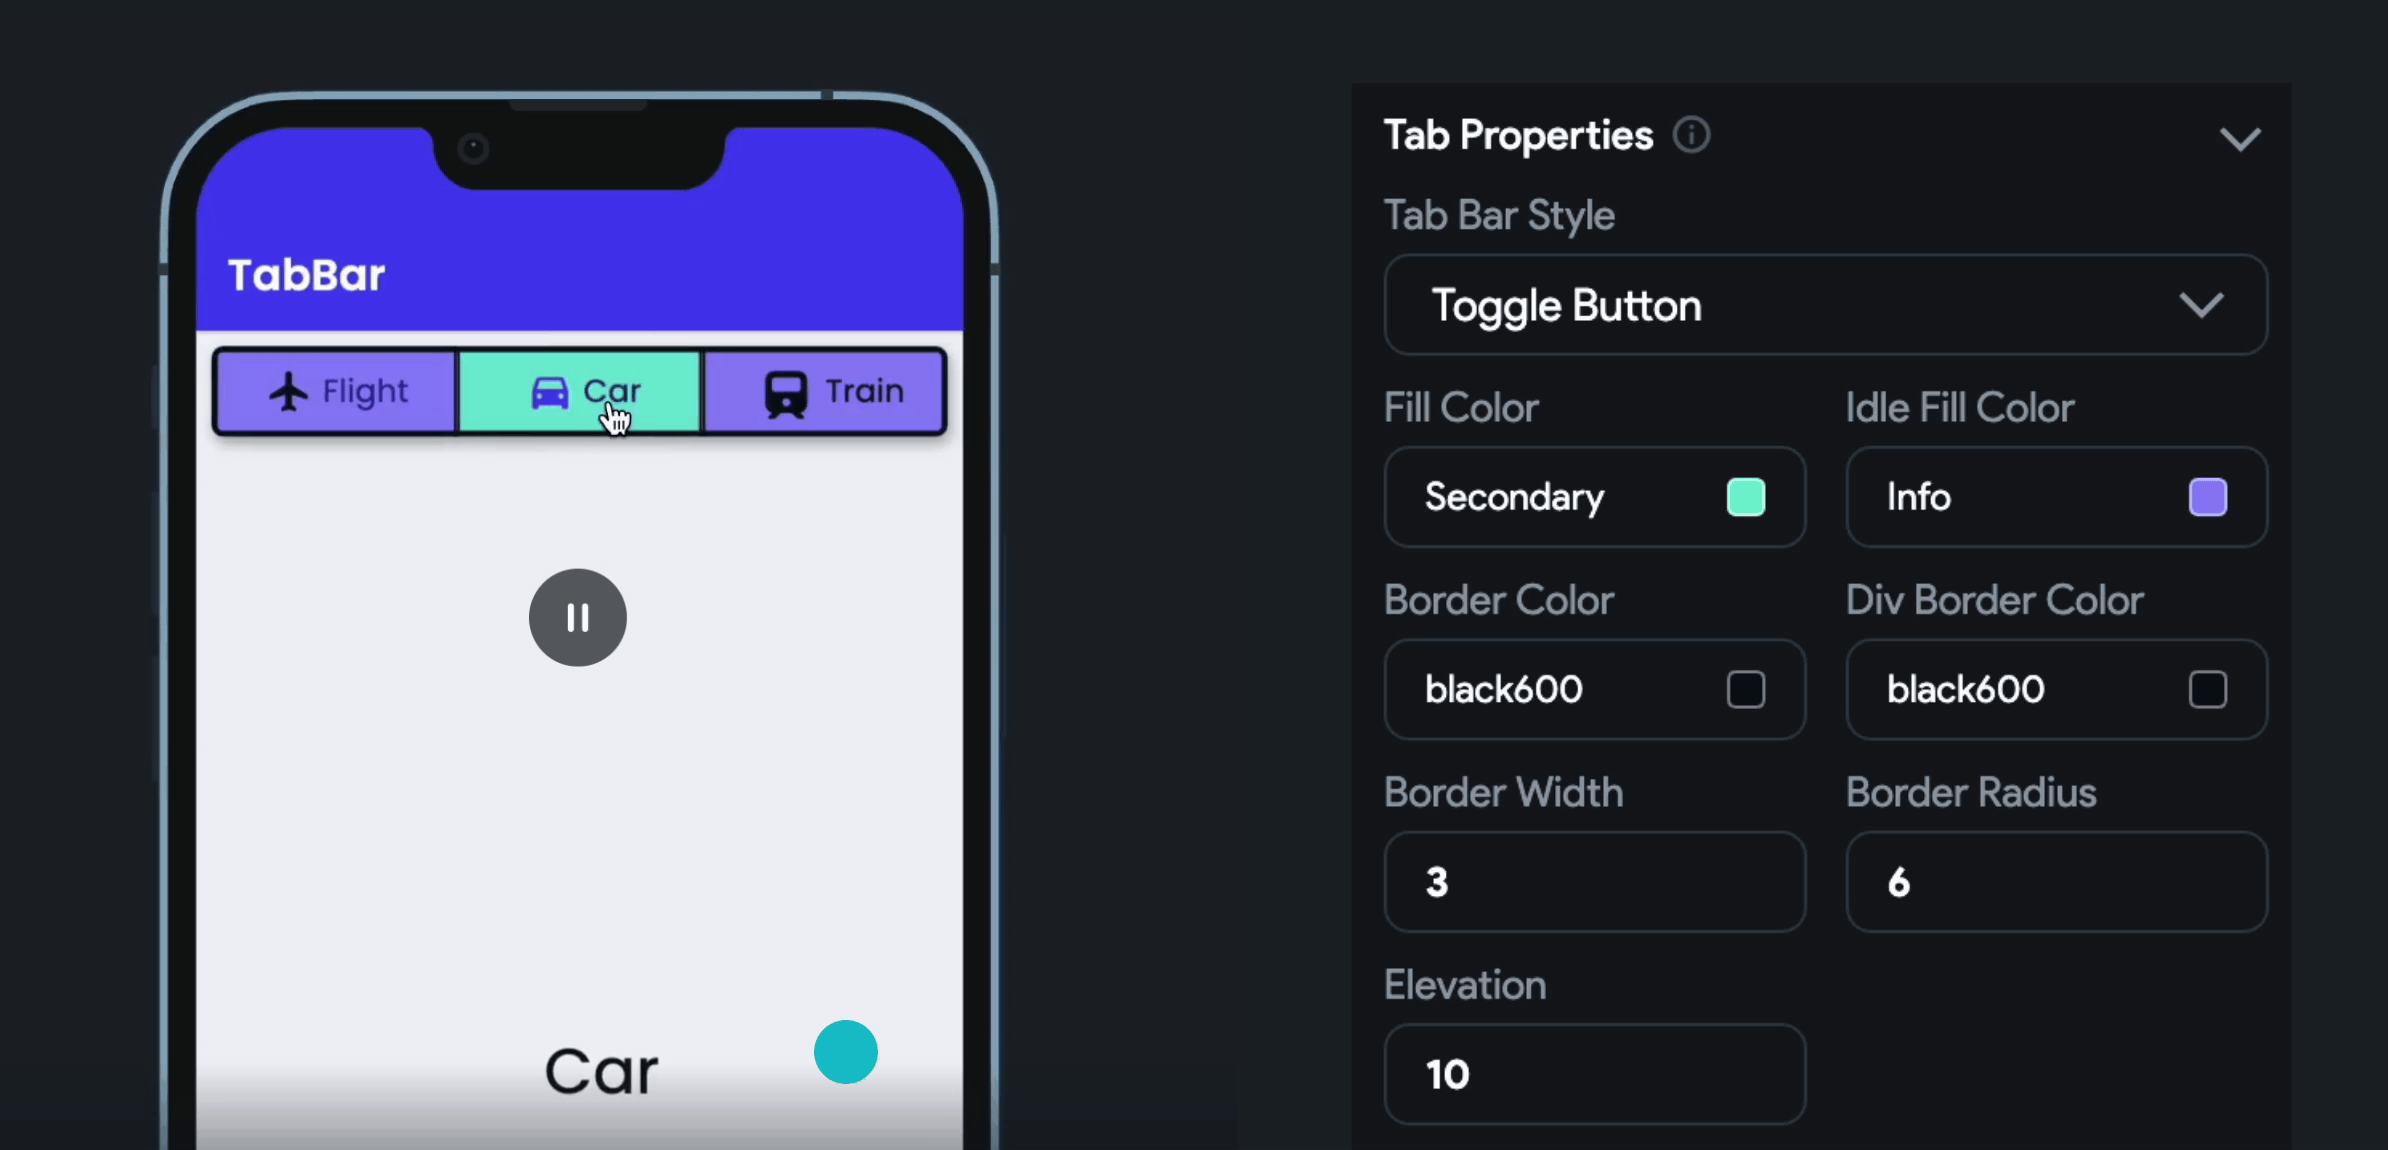 TabBar
Flight Car Train
Car
Tab Properties
Tab Bar Style
Toggle Button
Fill Color Idle Fill Color
Secondary Info
Border Color Div Border Color
black600 black600
Border Width Border Radius
3 6
Elevation
10